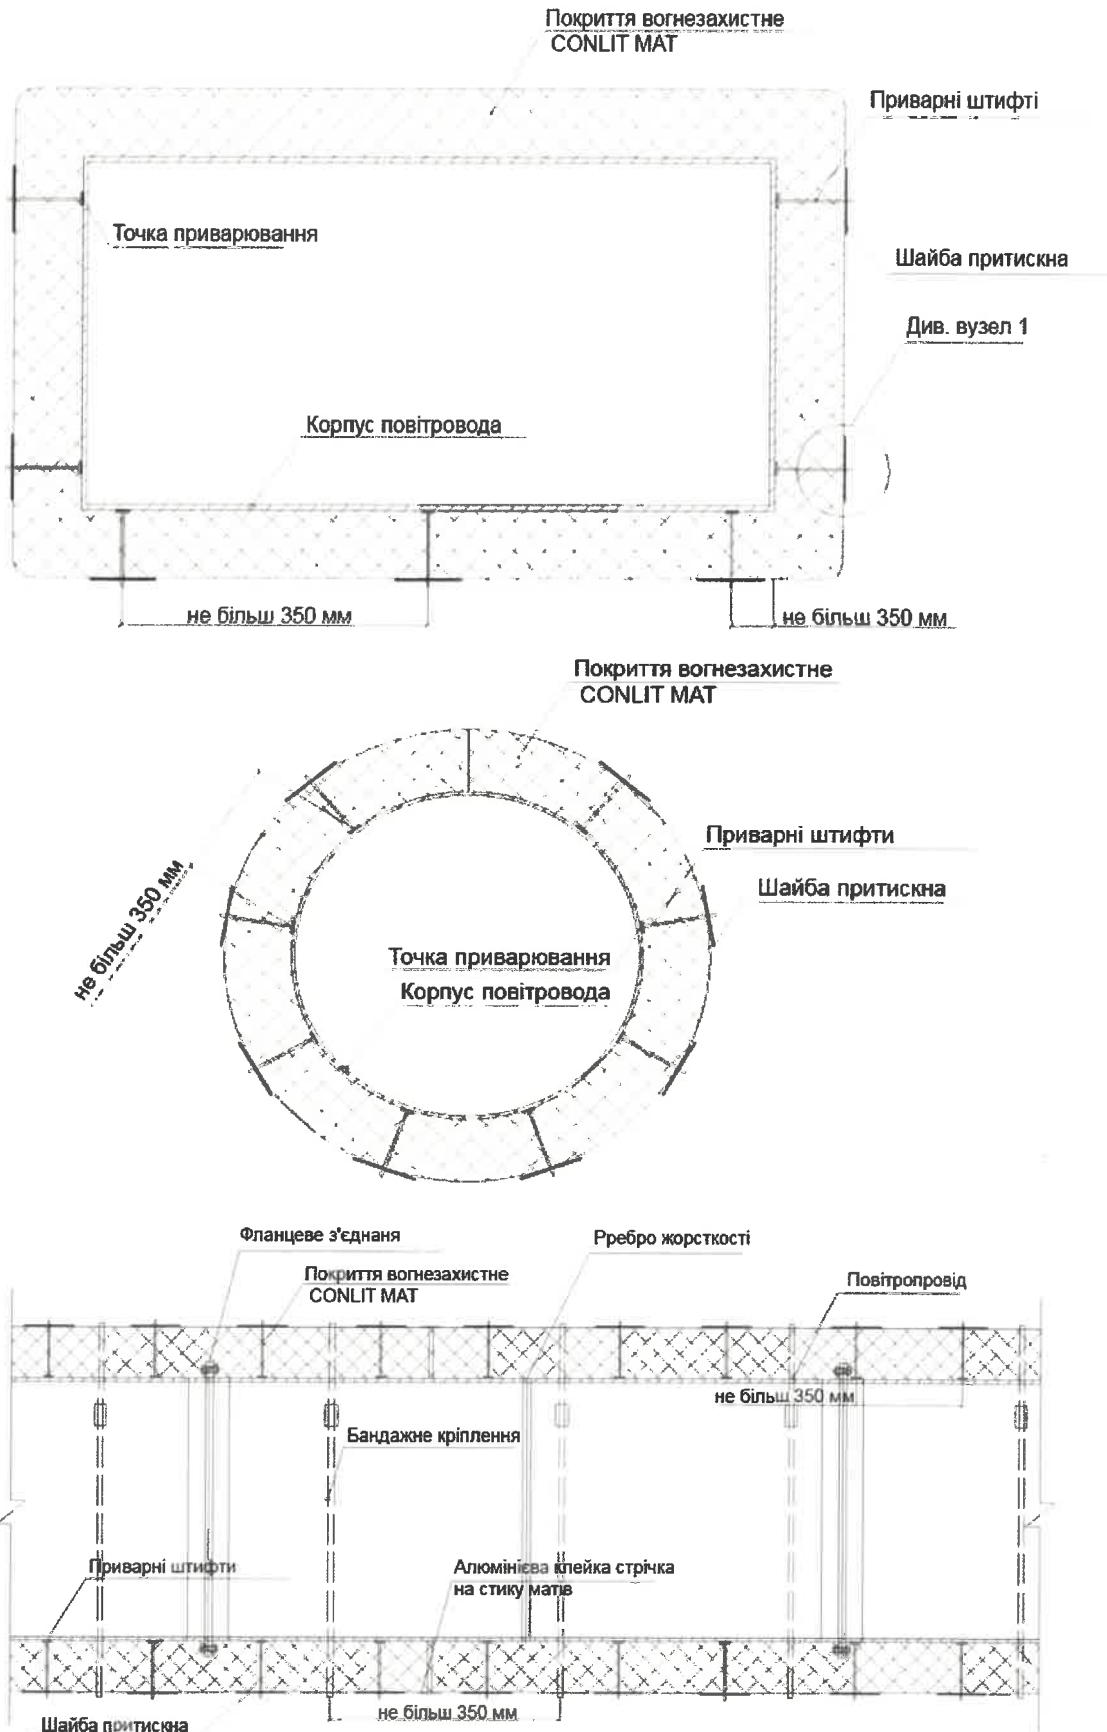 Покриття вогнезахистне
CONLIT MAT
Приварні штифті
Точка приварювання
Шайба притискна
Див. вузел 1
Корпус повітровода
не більш 350 мм
не більш 350 мм
Покриття вогнезахистне
CONLIT MAT
Приварні штифти
Шайба притискна
не більш 350 мм
Точка приварювання
Корпус повітровода
Фланцеве з'єднаня
Рребро жорсткості
Покриття вогнезахистне
CONLIT MAT
Повітропровід
не більш 350 мм
Бандажне кріплення
Приварні штифти
Алюмінієва клейка стрічка
на стику матів
не більш 350 мм
Шайба притискна